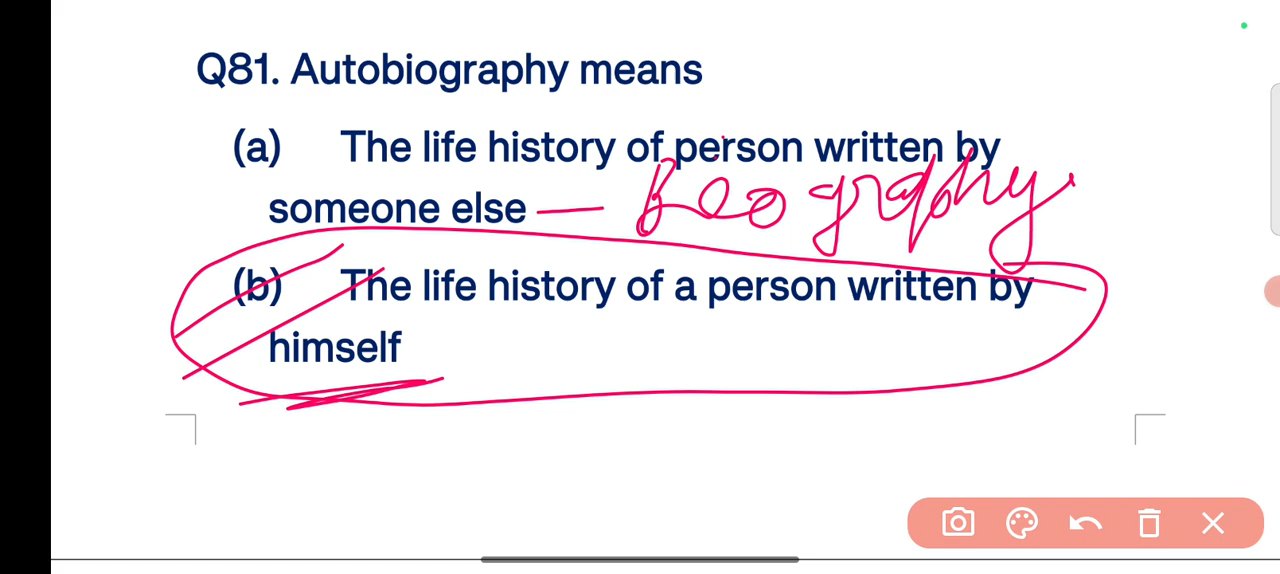 Q81. Autobiography means
(a) The life history of person written by
someone else — Beography
(b) The life history of a person written by
himself